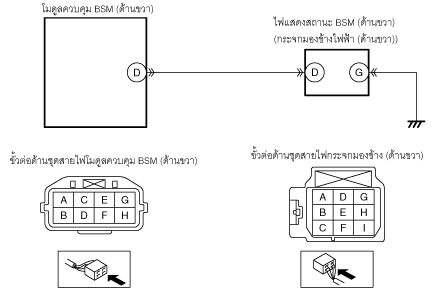 โมดูลควบคุม BSM (ด้านขวา)
ไฟแสดงสถานะ BSM (ด้านขวา)
(กระจกมองข้างไฟฟ้า (ด้านขวา))
D
D G
ขั้วต่อด้านชุดสายไฟโมดูลควบคุม BSM (ด้านขวา)
ขั้วต่อด้านชุดสายไฟกระจกมองข้าง (ด้านขวา)
A C E G
B D F H
A D G
B E H
C F I